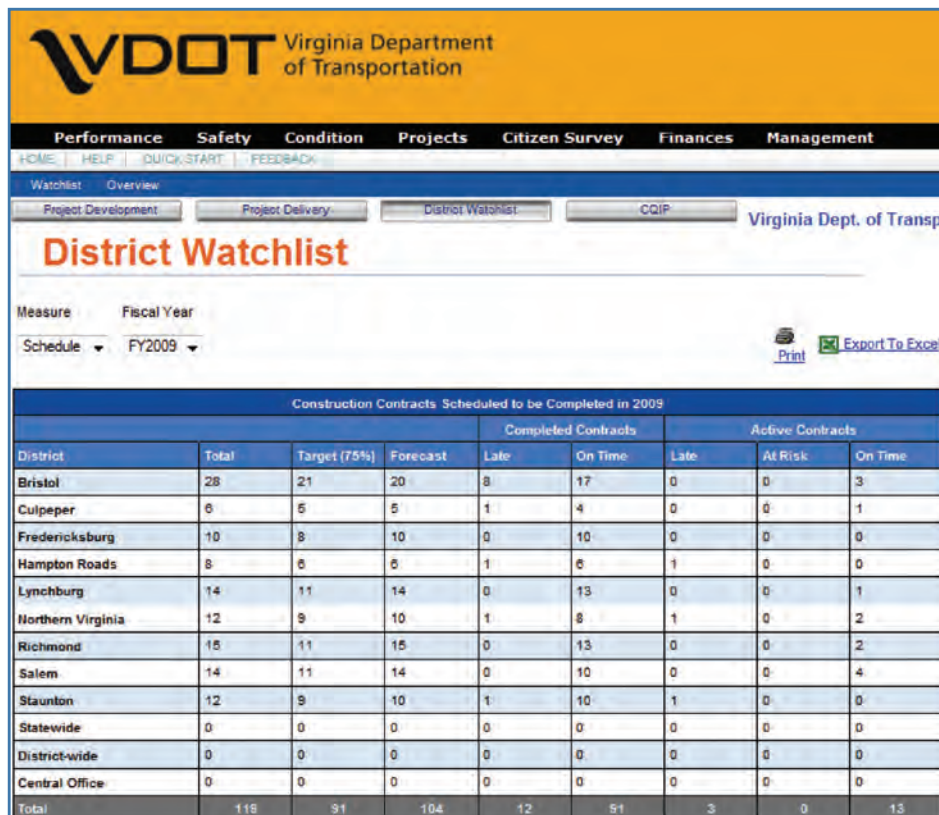 VDOT Virginia Department
of Transportation
Performance Safety Condition Projects Citizen Survey Finances Management
HOME | HELP | QUICK START | FEEDBACK
Watchlist Overview
Project Development Project Delivery District Watchlist CQIP Virginia Dept. of Transp
District Watchlist
Measure Fiscal Year
Schedule FY2009 Print Export To Excel
Construction Contracts Scheduled to be Completed in 2009
Completed Contracts Active Contracts
District Total Target (75%) Forecast Late On Time Late At Risk On Time
Bristol 28 21 20 8 17 0 0 3
Culpeper 6 5 5 1 4 0 0 1
Fredericksburg 10 8 10 0 10 0 0 0
Hampton Roads 8 6 6 1 6 1 0 0
Lynchburg 14 11 14 0 13 0 0 1
Northern Virginia 12 9 10 1 8 1 0 2
Richmond 15 11 15 0 13 0 0 2
Salem 14 11 14 0 10 0 0 4
Staunton 12 9 10 1 10 1 0 0
Statewide 0 0 0 0 0 0 0 0
District-wide 0 0 0 0 0 0 0 0
Central Office 0 0 0 0 0 0 0 0
Total 119 91 104 12 91 3 0 13